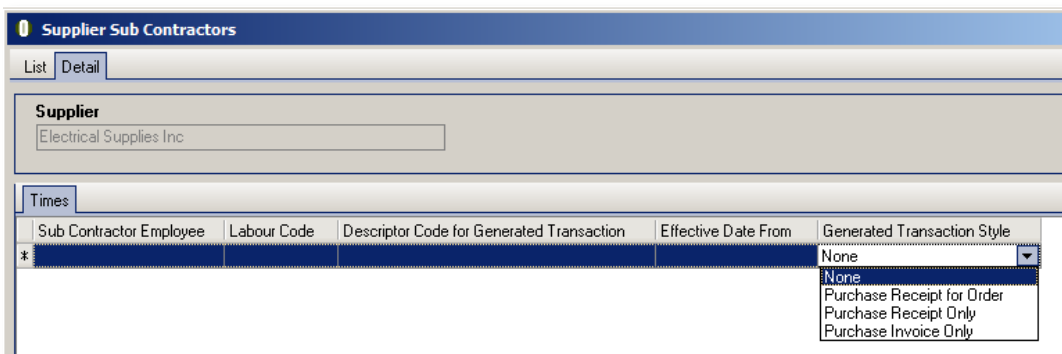 Supplier Sub Contractors
List Detail
Supplier
Electrical Supplies Inc
Times
Sub Contractor Employee Labour Code Descriptor Code for Generated Transaction Effective Date From Generated Transaction Style
* None
None
Purchase Receipt for Order
Purchase Receipt Only
Purchase Invoice Only